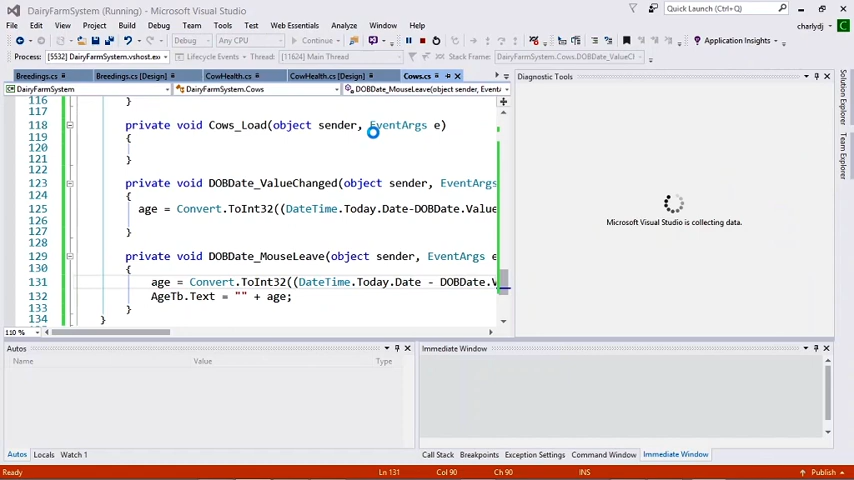 DairyFarmSystem (Running) - Microsoft Visual Studio
Quick Launch (Ctrl+Q)
File Edit View Project Build Debug Team Tools Test Web Essentials Analyze Window Help
charlydj
Debug Any CPU Continue Application Insights
Process: [5532] DairyFarmSystem.vshost.ex Lifecycle Events Thread: [11624] Main Thread Stack Frame: DairyFarmSystem.Cows.DOBDate_ValueCl
Breedings.cs Breedings.cs [Design] CowHealth.cs CowHealth.cs [Design] Cows.cs
Diagnostic Tools
DairyFarmSystem DairyFarmSystem.Cows DOBDate_MouseLeave(object sender, EventA
116 }
117
118 private void Cows_Load(object sender, EventArgs e)
119 {
120
121 }
122
123 private void DOBDate_ValueChanged(object sender, EventArgs
124 {
125 age = Convert.ToInt32((DateTime.Today.Date-DOBDate.Value
126
127 }
128
129 private void DOBDate_MouseLeave(object sender, EventArgs e
130 {
131 age = Convert.ToInt32((DateTime.Today.Date - DOBDate.V
132 AgeTb.Text = "" + age;
133 }
134 }
Microsoft Visual Studio is collecting data.
Solution Explorer
Team Explorer
110 %
Autos
Name Value Type
Immediate Window
Autos Locals Watch 1
Call Stack Breakpoints Exception Settings Command Window Immediate Window
Ready Ln 131 Col 90 Ch 90 INS Publish